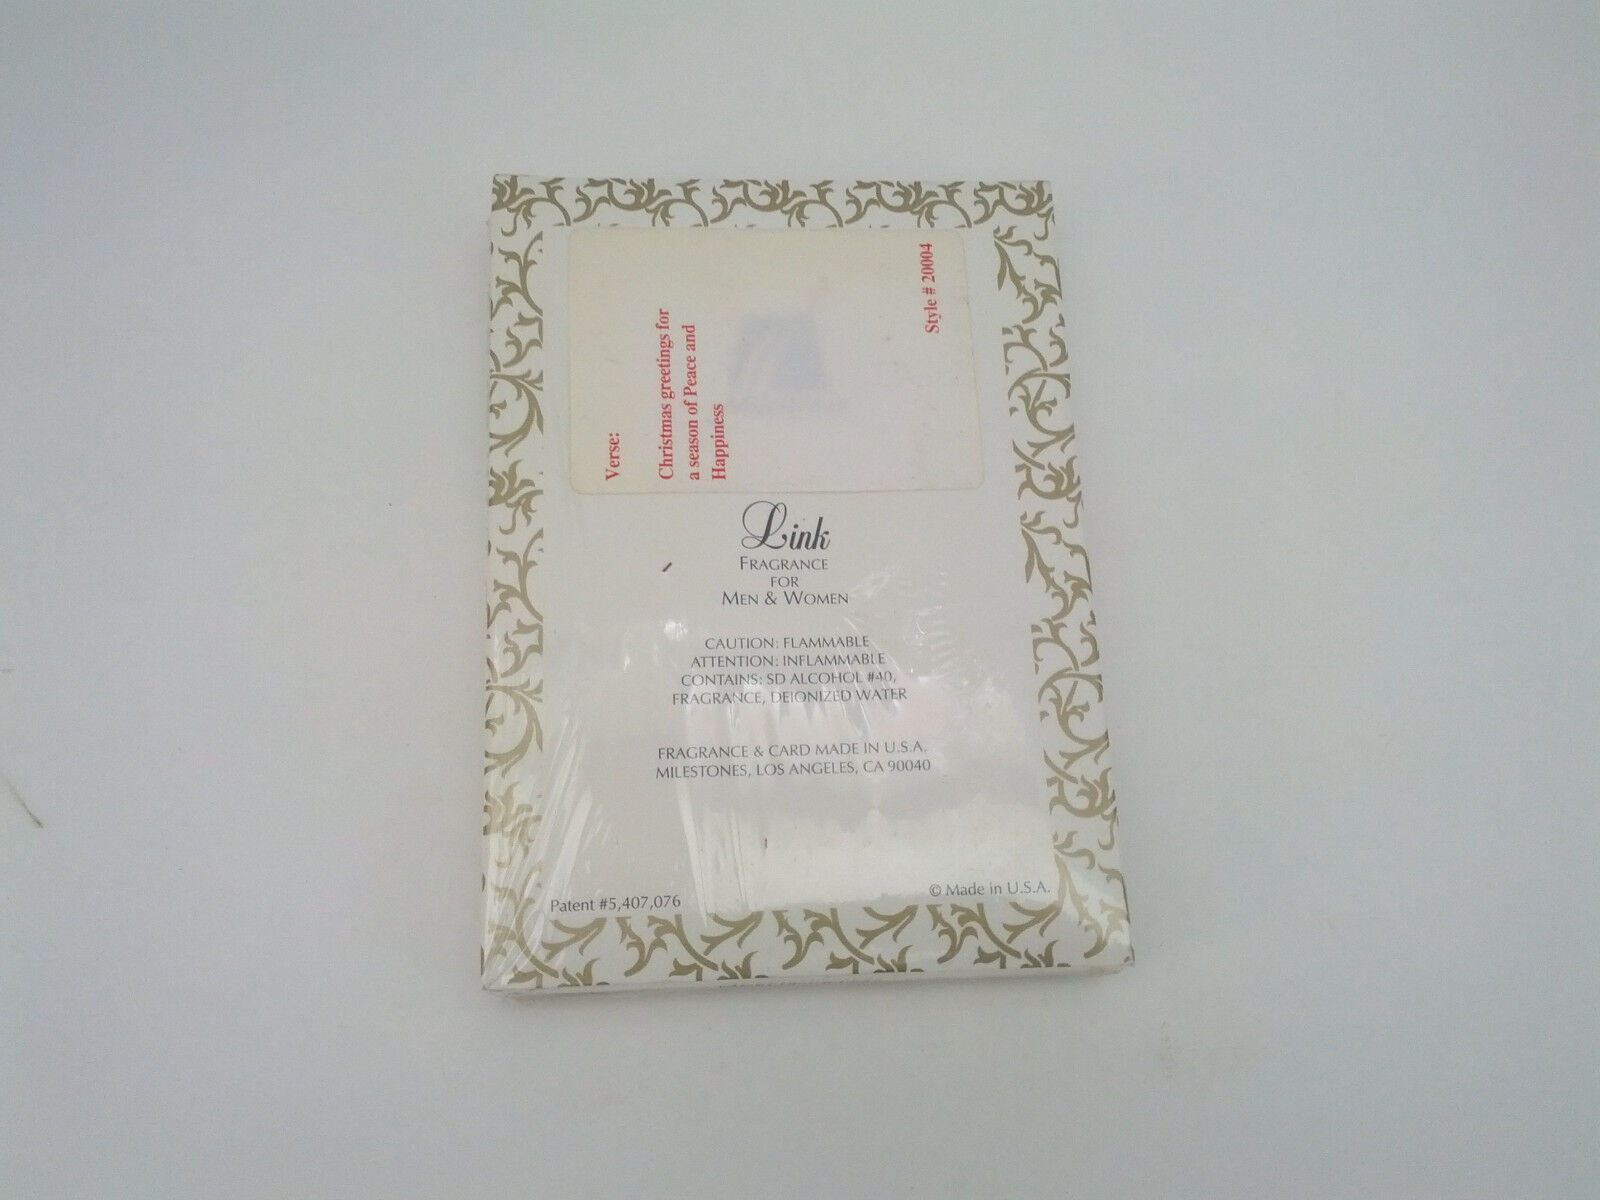 Verse:
Christmas greetings for
a season of Peace and
Happiness
Style # 20004
Link
FRAGRANCE
FOR
MEN & WOMEN
CAUTION: FLAMMABLE
ATTENTION: INFLAMMABLE
CONTAINS: SD ALCOHOL #40,
FRAGRANCE, DEIONIZED WATER
FRAGRANCE & CARD MADE IN U.S.A.
MILESTONES, LOS ANGELES, CA 90040
Patent #5,407,076
© Made in U.S.A.